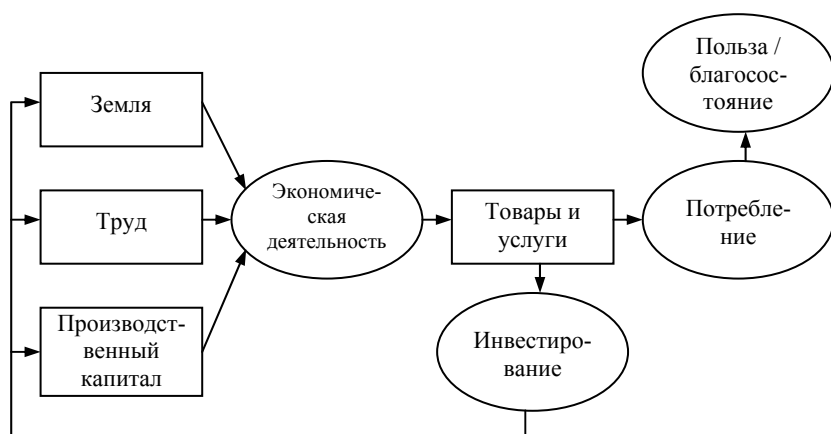 Польза /
благосос-
тояние
Земля
Экономиче-
ская
деятельность
Труд
Товары и
услуги
Потребле-
ние
Производст-
венный
капитал
Инвестиро-
вание